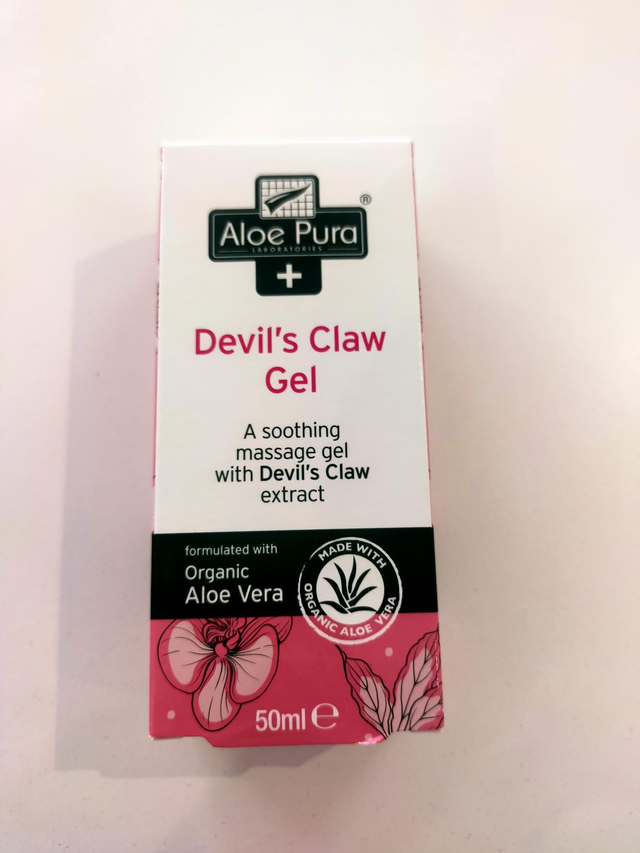 ®
Aloe Pura
LABORATORIES
Devil's Claw
Gel
A soothing
massage gel
with Devil's Claw
extract
formulated with
Organic
Aloe Vera
MADE WITH
ORGANIC ALOE VERA
50ml ℮